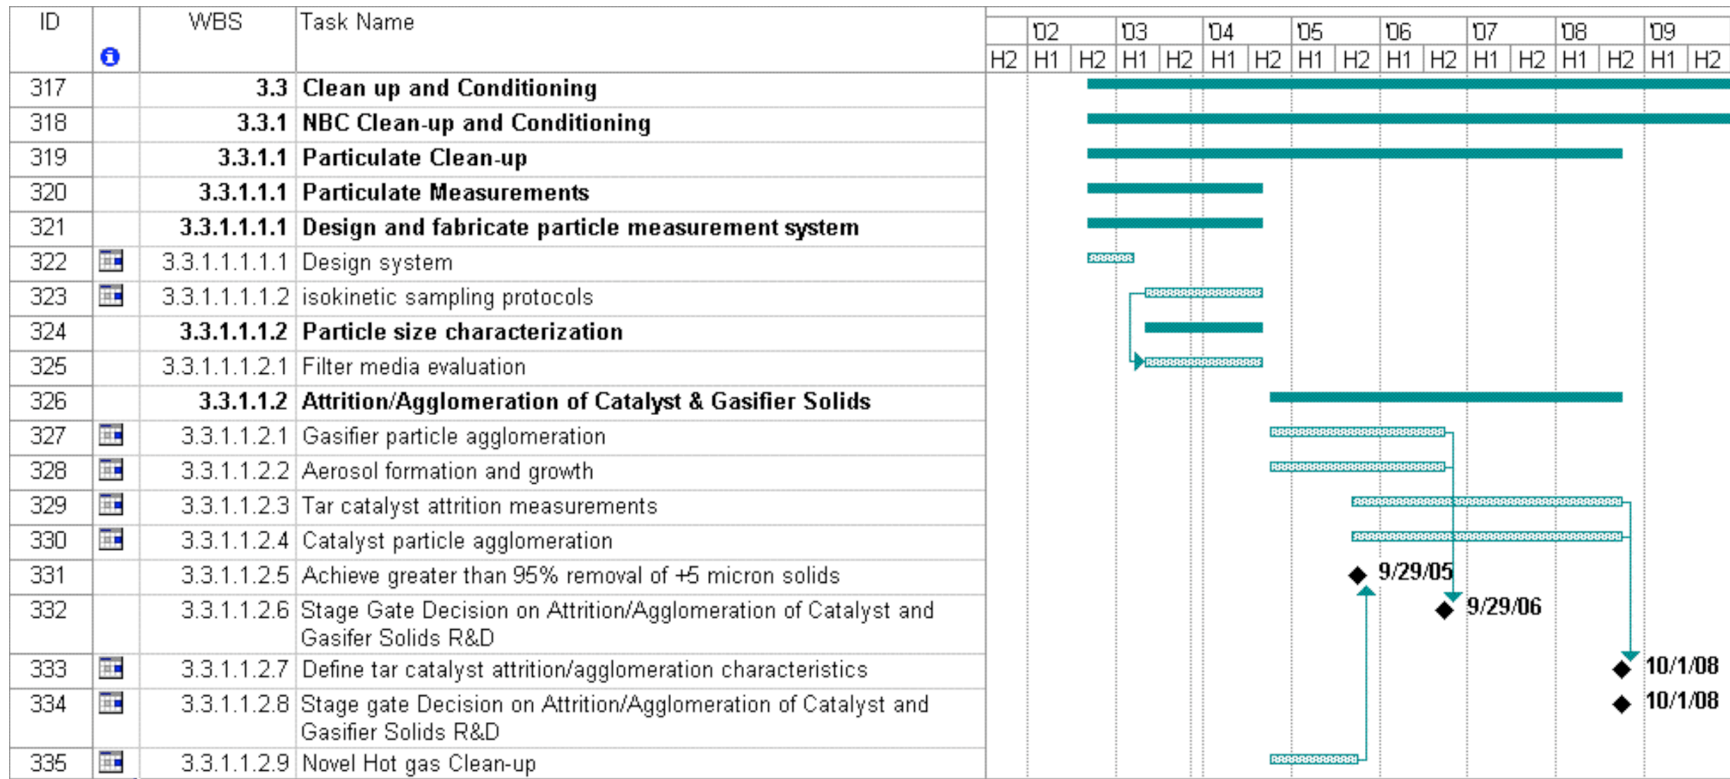 ID WBS Task Name
'02 '03 '04 '05 '06 '07 '08 '09
H2 H1 H2 H1 H2 H1 H2 H1 H2 H1 H2 H1 H2 H1 H2 H1 H2
317 3.3 Clean up and Conditioning
318 3.3.1 NBC Clean-up and Conditioning
319 3.3.1.1 Particulate Clean-up
320 3.3.1.1.1 Particulate Measurements
321 3.3.1.1.1.1 Design and fabricate particle measurement system
322 3.3.1.1.1.1.1 Design system
323 3.3.1.1.1.1.2 isokinetic sampling protocols
324 3.3.1.1.1.2 Particle size characterization
325 3.3.1.1.1.2.1 Filter media evaluation
326 3.3.1.1.2 Attrition/Agglomeration of Catalyst & Gasifier Solids
327 3.3.1.1.2.1 Gasifier particle agglomeration
328 3.3.1.1.2.2 Aerosol formation and growth
329 3.3.1.1.2.3 Tar catalyst attrition measurements
330 3.3.1.1.2.4 Catalyst particle agglomeration
331 3.3.1.1.2.5 Achieve greater than 95% removal of +5 micron solids 9/29/05
332 3.3.1.1.2.6 Stage Gate Decision on Attrition/Agglomeration of Catalyst and 9/29/06
Gasifer Solids R&D
333 3.3.1.1.2.7 Define tar catalyst attrition/agglomeration characteristics 10/1/08
334 3.3.1.1.2.8 Stage gate Decision on Attrition/Agglomeration of Catalyst and 10/1/08
Gasifier Solids R&D
335 3.3.1.1.2.9 Novel Hot gas Clean-up